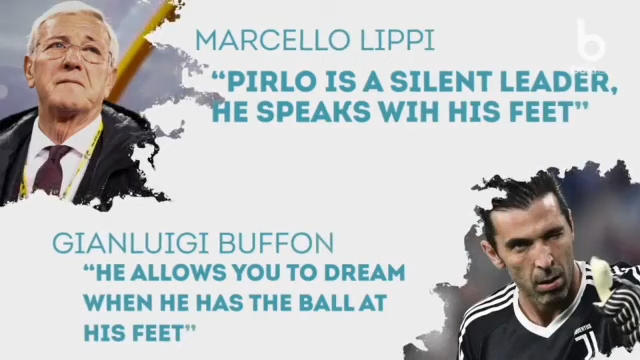 MARCELLO LIPPI
“PIRLO IS A SILENT LEADER,
HE SPEAKS WIH HIS FEET”
GIANLUIGI BUFFON
“HE ALLOWS YOU TO DREAM
WHEN HE HAS THE BALL AT
HIS FEET”